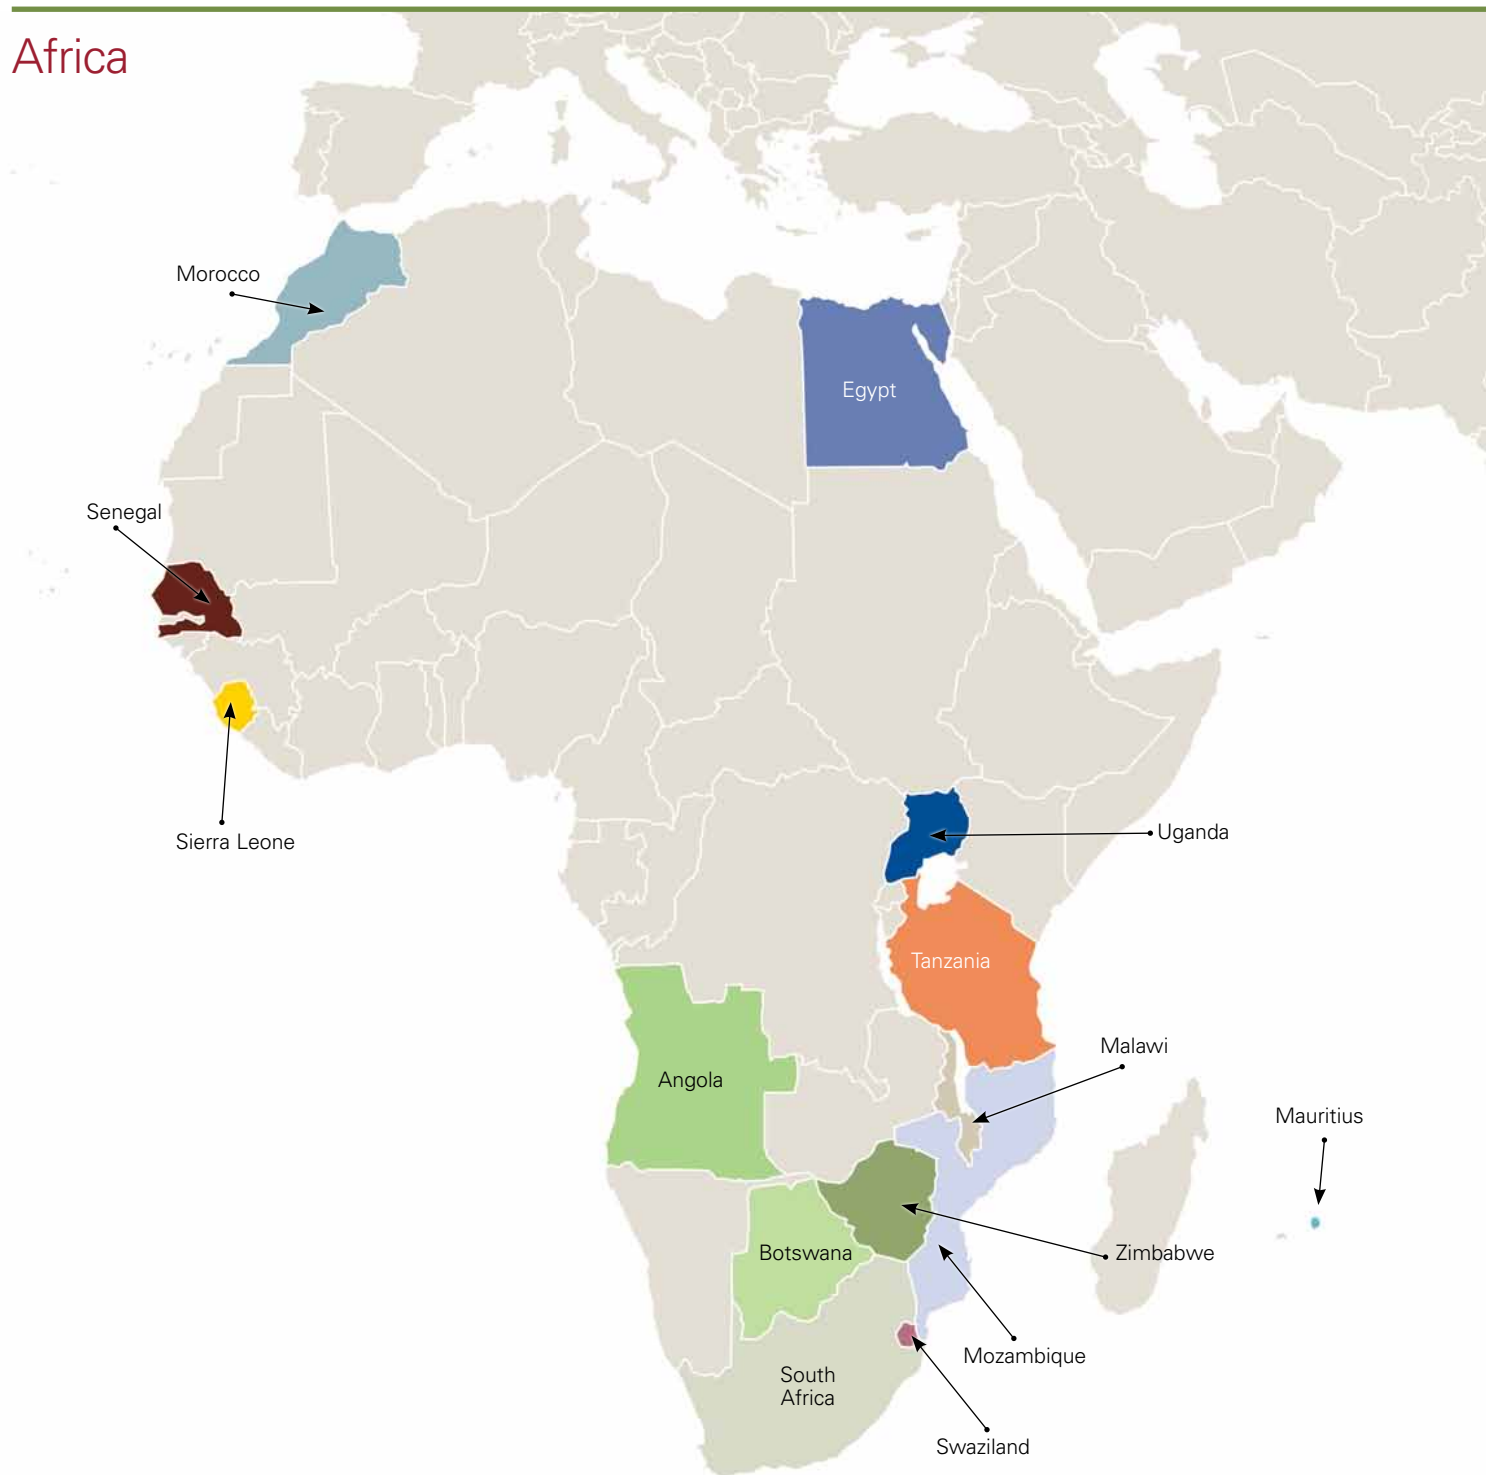 Africa
Morocco
Egypt
Senegal
Sierra Leone
Uganda
Tanzania
Malawi
Angola
Mauritius
Botswana
Zimbabwe
Mozambique
South
Africa
Swaziland